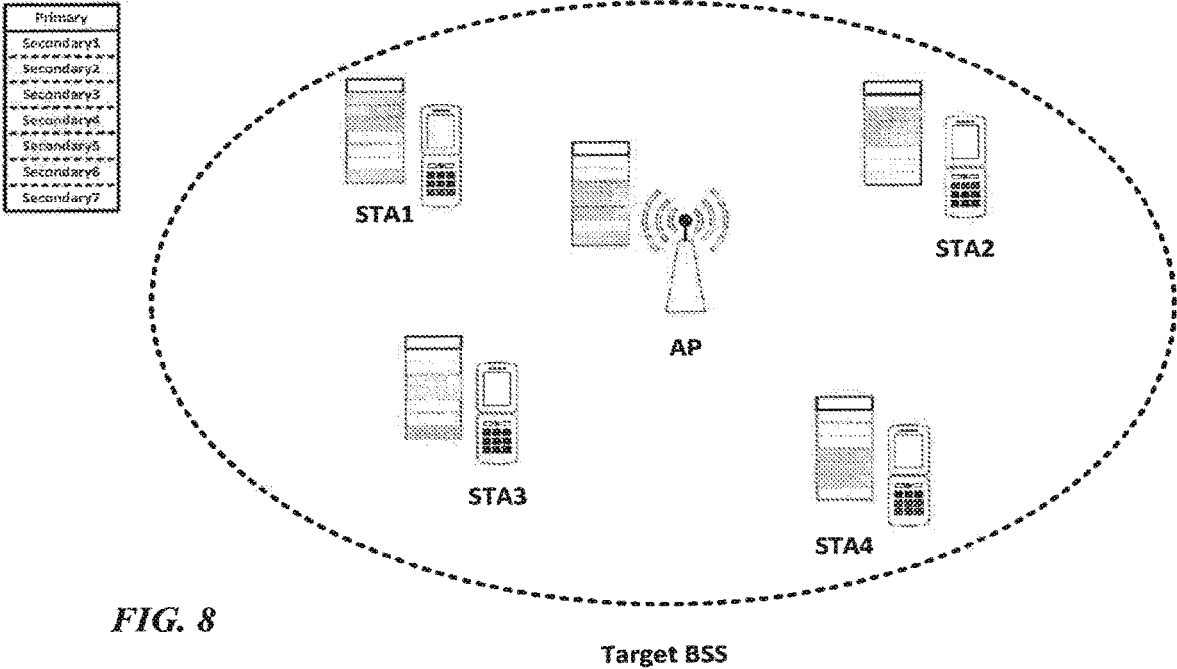 Primary
Secondary1
Secondary2
Secondary3
Secondary4
Secondary5
Secondary6
Secondary7
STA1
STA2
AP
STA3
STA4
FIG. 8
Target BSS